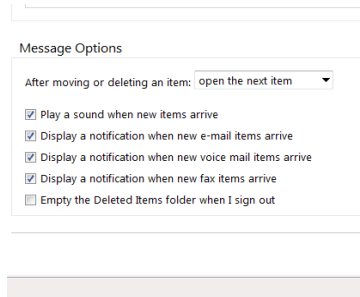 Message Options
After moving or deleting an item: open the next item
Play a sound when new items arrive
Display a notification when new e-mail items arrive
Display a notification when new voice mail items arrive
Display a notification when new fax items arrive
Empty the Deleted Items folder when I sign out